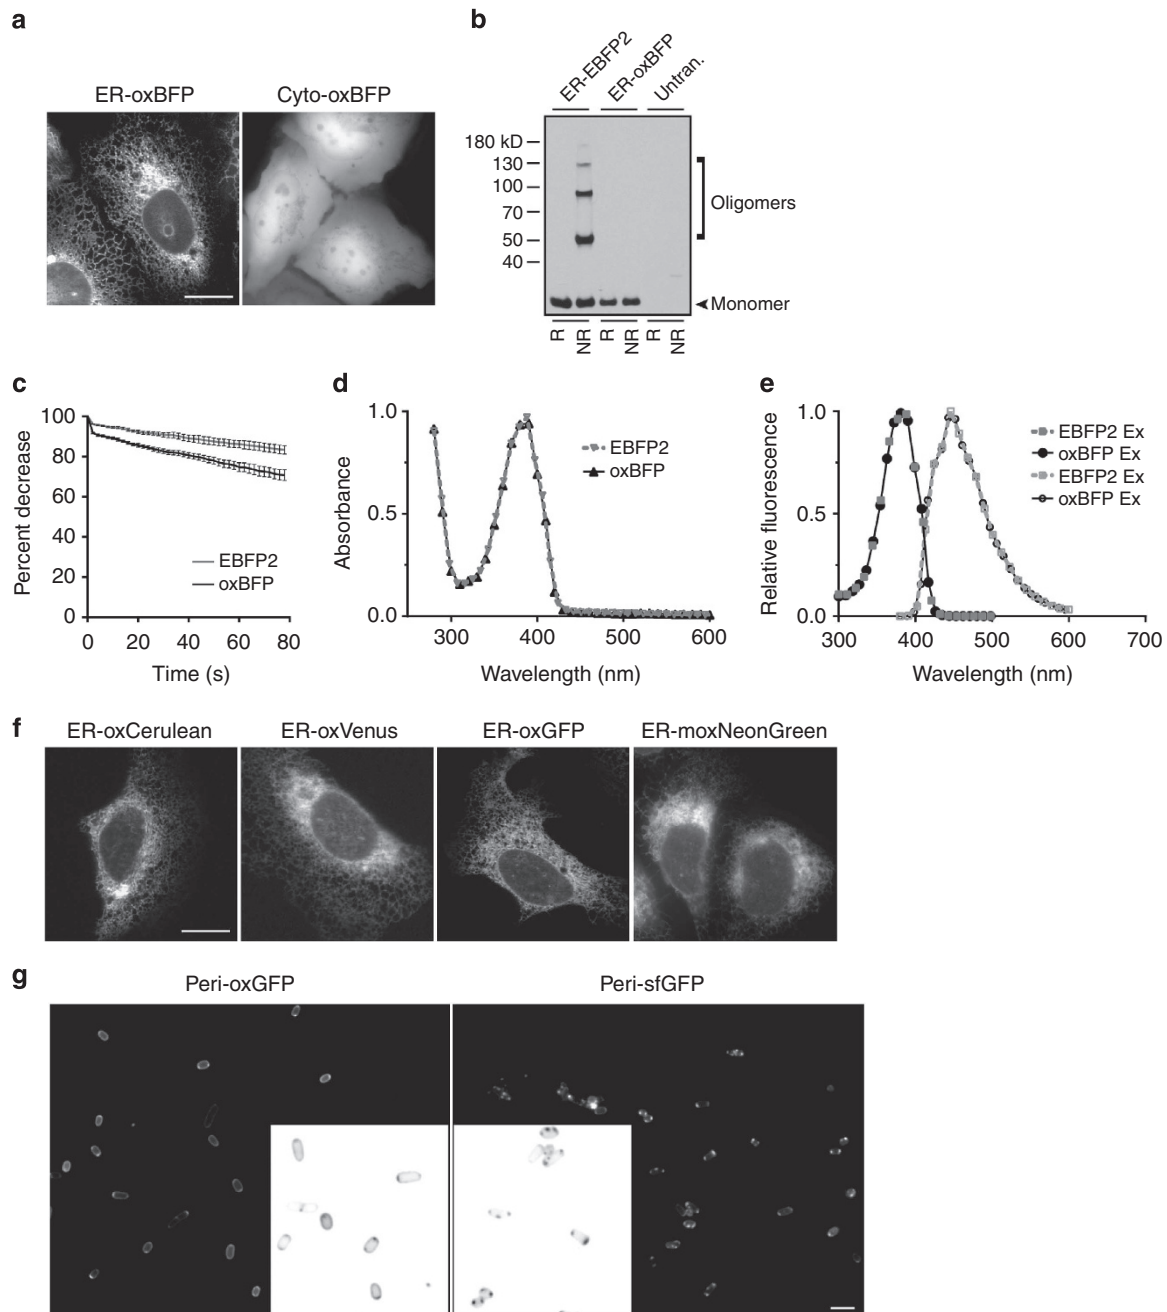 a
ER-oxBFP
Cyto-oxBFP
b
ER-EBFP2
ER-oxBFP
Untran.
180 kD
130
100
70
50
40
Oligomers
Monomer
R
NR
R
NR
R
NR
c
Percent decrease
100
80
60
40
20
0
EBFP2
oxBFP
0 20 40 60 80
Time (s)
d
Absorbance
1.0
0.5
0.0
EBFP2
oxBFP
300 400 500 600
Wavelength (nm)
e
Relative fluorescence
1.0
0.5
0.0
EBFP2 Ex
oxBFP Ex
EBFP2 Ex
oxBFP Ex
300 400 500 600 700
Wavelength (nm)
f
ER-oxCerulean
ER-oxVenus
ER-oxGFP
ER-moxNeonGreen
g
Peri-oxGFP
Peri-sfGFP